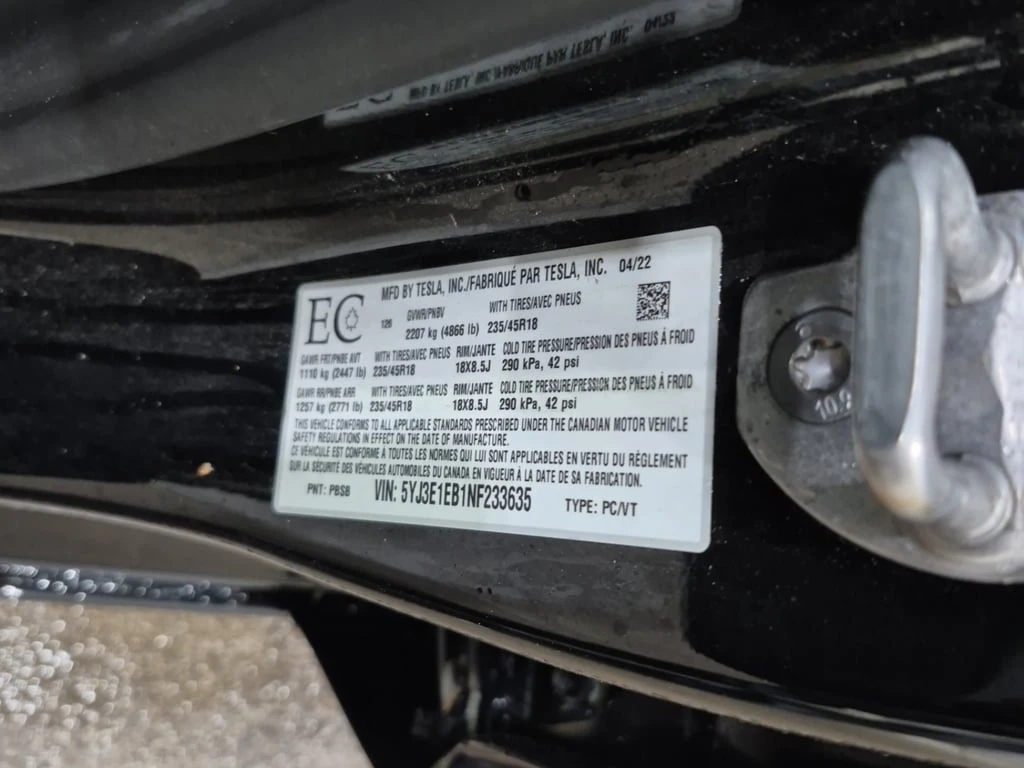 EC
MFD BY TESLA, INC./FABRIQUÉ PAR TESLA, INC. 04/22
126 GVWR/PNBV WITH TIRES/AVEC PNEUS
2207 kg (4866 lb) 235/45R18
GAWR FRT/PNBE AVT WITH TIRES/AVEC PNEUS RIM/JANTE COLD TIRE PRESSURE/PRESSION DES PNEUS À FROID
1110 kg (2447 lb) 235/45R18 18X8.5J 290 kPa, 42 psi
GAWR RR/PNBE ARR WITH TIRES/AVEC PNEUS RIM/JANTE COLD TIRE PRESSURE/PRESSION DES PNEUS À FROID
1257 kg (2771 lb) 235/45R18 18X8.5J 290 kPa, 42 psi
THIS VEHICLE CONFORMS TO ALL APPLICABLE STANDARDS PRESCRIBED UNDER THE CANADIAN MOTOR VEHICLE
SAFETY REGULATIONS IN EFFECT ON THE DATE OF MANUFACTURE.
CE VÉHICULE EST CONFORME À TOUTES LES NORMES QUI LUI SONT APPLICABLES EN VERTU DU RÈGLEMENT
SUR LA SÉCURITÉ DES VÉHICULES AUTOMOBILES DU CANADA EN VIGUEUR À LA DATE DE SA FABRICATION.
PNT: PBSB VIN: 5YJ3E1EB1NF233635 TYPE: PC/VT
10.9